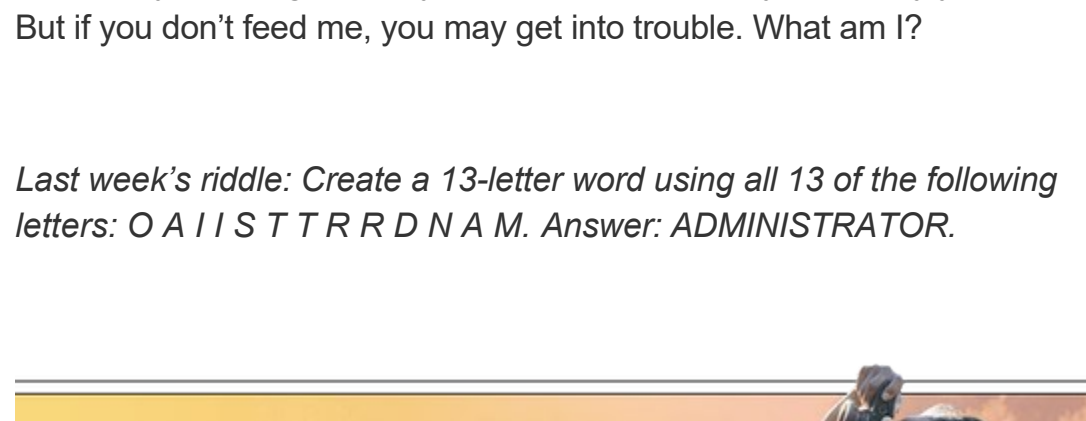 But if you don’t feed me, you may get into trouble. What am I?
Last week’s riddle: Create a 13-letter word using all 13 of the following
letters: O A I I S T T R R D N A M. Answer: ADMINISTRATOR.